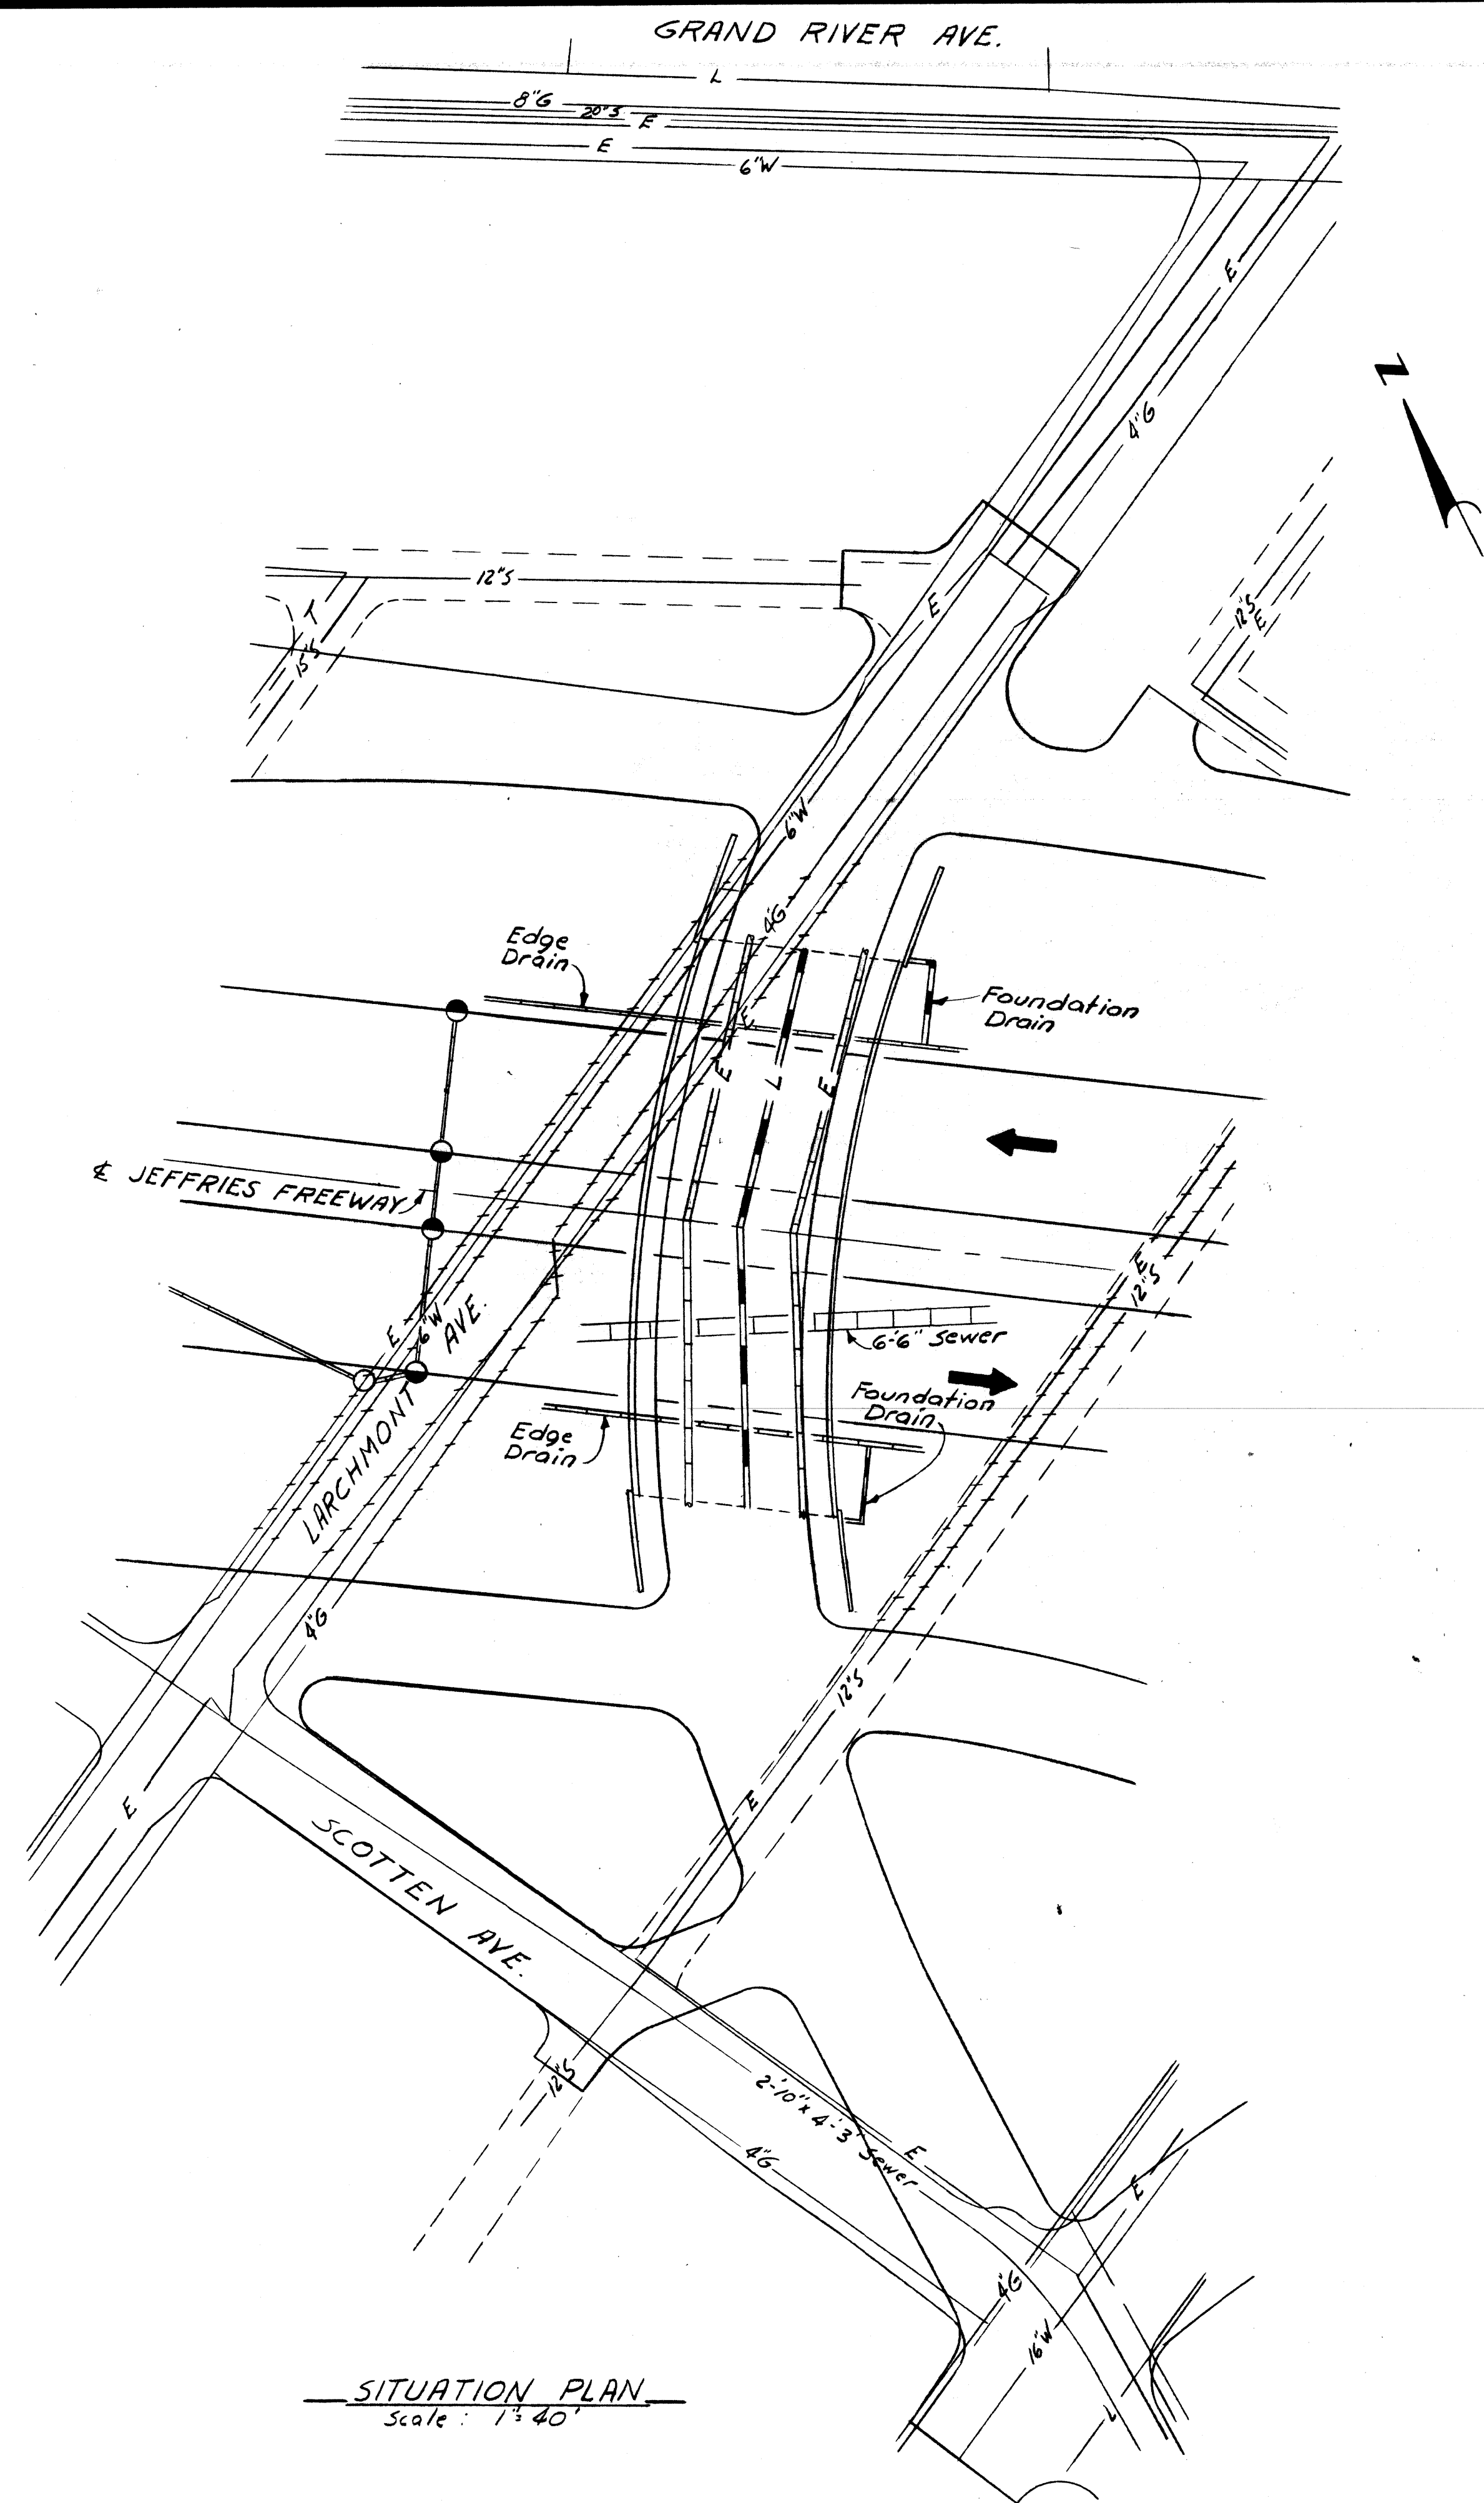 GRAND RIVER AVE.
L
8"G
20"S
E
E
6"W
E
N
4"G
12"S
E
T
15"S
12"S
E
6"W
4"G
Edge
Drain
Foundation
Drain
E
E
L
E
℄ JEFFRIES FREEWAY
E
12"S
E
6"W
LARCHMONT AVE.
6'-6" Sewer
Foundation
Drain
Edge
Drain
4"G
12"S
E
E
SCOTTEN AVE.
12"S
2'-10" x 4'-3" Sewer
E
4"G
E
4"G
16"W
L
SITUATION PLAN
Scale: 1"=40'